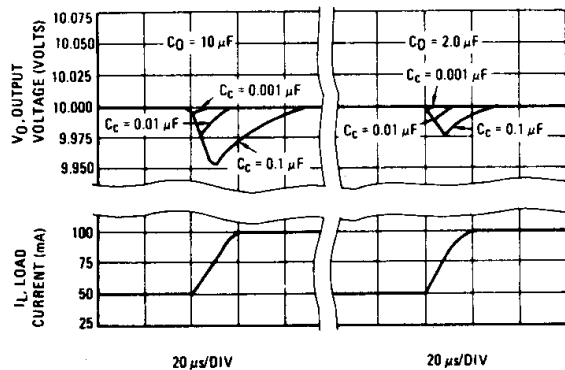 VO, OUTPUT
VOLTAGE (VOLTS)
10.075
10.050
10.025
10.000
9.975
9.950
CO = 10 μF
CC = 0.001 μF
CC = 0.01 μF
CC = 0.1 μF
CO = 2.0 μF
CC = 0.001 μF
CC = 0.01 μF
CC = 0.1 μF
IL, LOAD
CURRENT (mA)
100
75
50
25
20 μs/DIV
20 μs/DIV